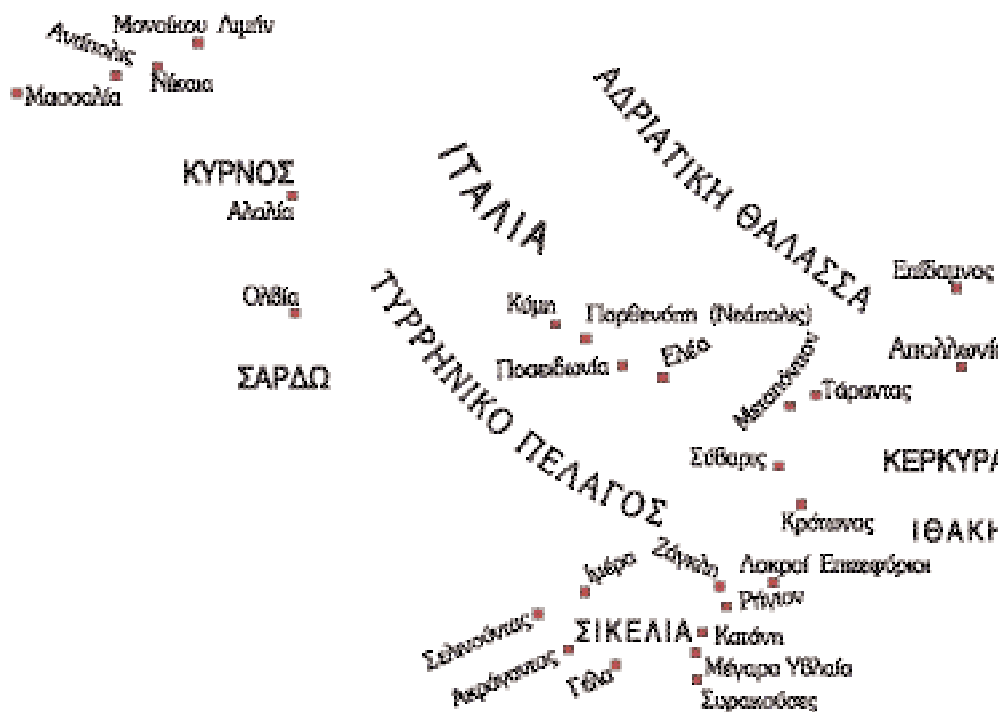 Μονοίκου Λιμήν
Αντίπολις
Νίκαια
Μασσαλία
ΑΔΡΙΑΤΙΚΗ ΘΑΛΑΣΣΑ
ΙΤΑΛΙΑ
ΚΥΡΝΟΣ
Αλαλία
Επίδαμνος
Ολβία
ΤΥΡΡΗΝΙΚΟ ΠΕΛΑΓΟΣ
Κύμη
Παρθενόπη (Νεάπολις)
Ελέα
Ποσειδωνία
Απολλωνία
ΣΑΡΔΩ
Μεταπόντιον
Τάραντας
Σύβαρις
ΚΕΡΚΥΡΑ
Κρότωνας
ΙΘΑΚΗ
Ιμέρα
Ζάγκλη
Λοκροί Επιζεφύριοι
Ρήγιον
Σελινούντας
ΣΙΚΕΛΙΑ
Κατάνη
Ακράγαντας
Γέλα
Μέγαρα Υβλαία
Συρακούσες